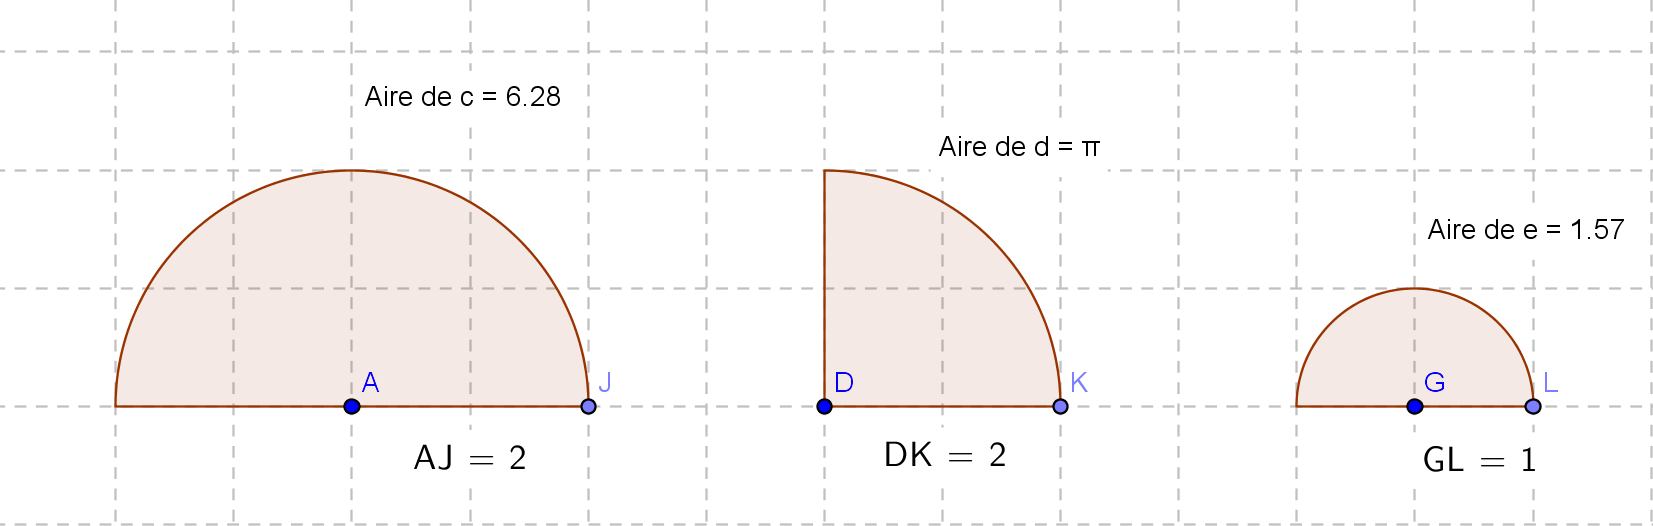 Aire de c = 6.28
Aire de d = π
Aire de e = 1.57
A
J
D
K
G
L
AJ = 2
DK = 2
GL = 1